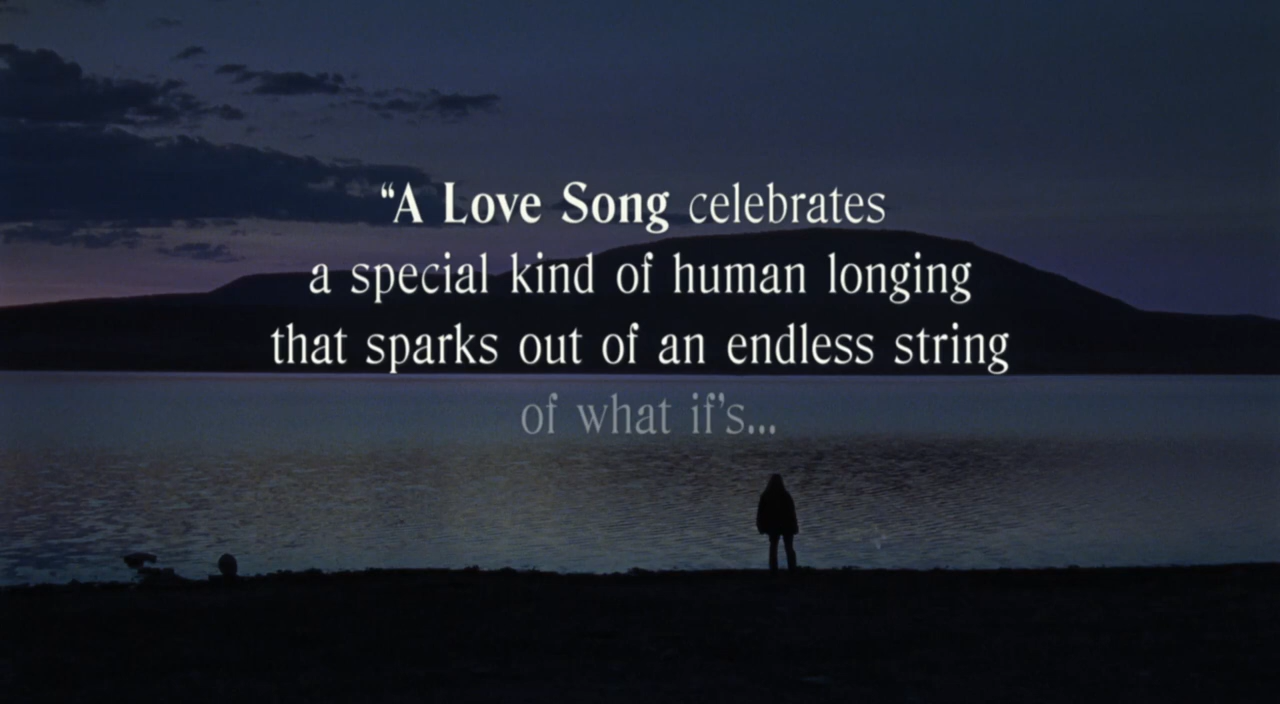 “A Love Song celebrates
a special kind of human longing
that sparks out of an endless string
of what if’s...